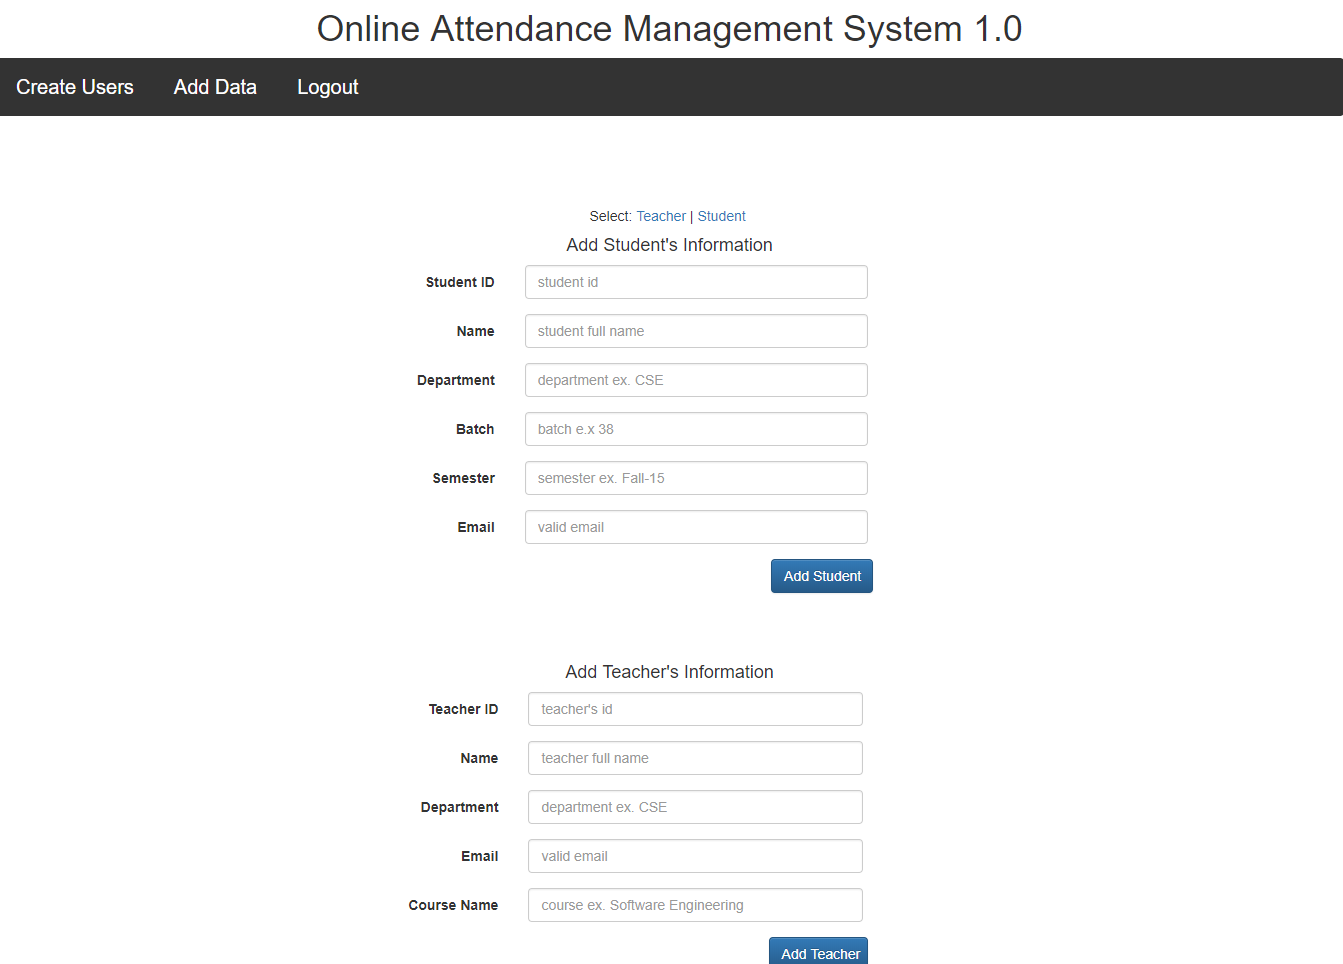 Online Attendance Management System 1.0
Create Users Add Data Logout
Select: Teacher | Student
Add Student's Information
Student ID student id
Name student full name
Department department ex. CSE
Batch batch e.x 38
Semester semester ex. Fall-15
Email valid email
Add Student
Add Teacher's Information
Teacher ID teacher's id
Name teacher full name
Department department ex. CSE
Email valid email
Course Name course ex. Software Engineering
Add Teacher